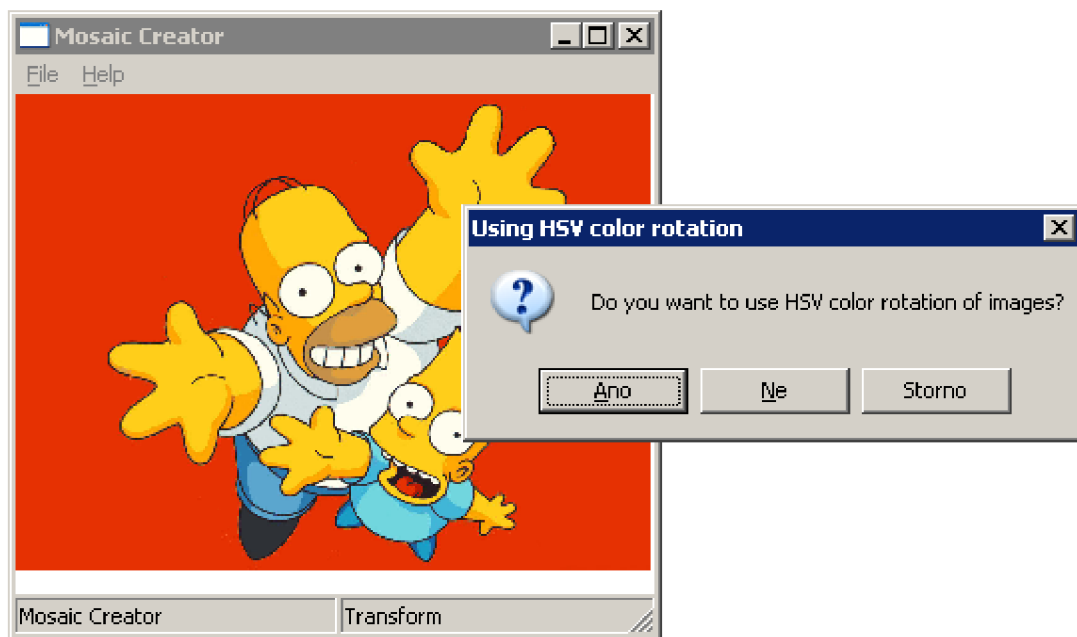 Mosaic Creator
File Help
Using HSV color rotation
Do you want to use HSV color rotation of images?
Ano Ne Storno
Mosaic Creator Transform